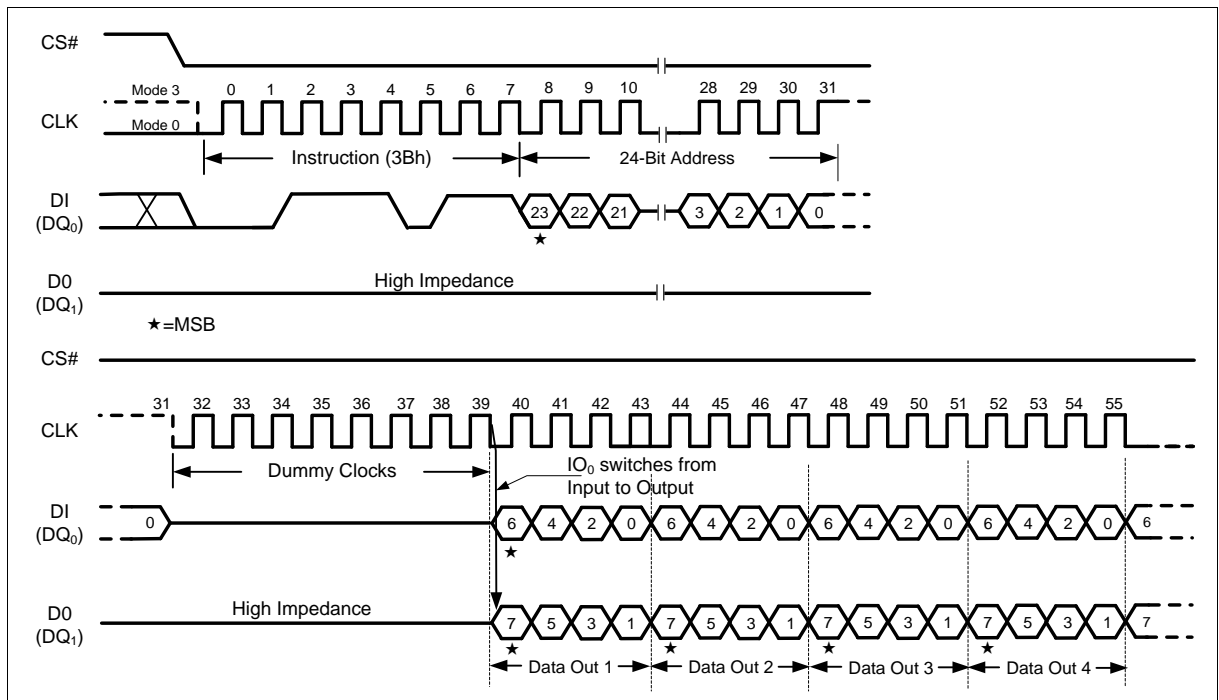 CS#
Mode 3 0 1 2 3 4 5 6 7 8 9 10 28 29 30 31
CLK
Mode 0
Instruction (3Bh) 24-Bit Address
DI
(DQ0)
23 22 21 3 2 1 0
★
D0
(DQ1)
High Impedance
★=MSB
CS#
31 32 33 34 35 36 37 38 39 40 41 42 43 44 45 46 47 48 49 50 51 52 53 54 55
CLK
Dummy Clocks
IO0 switches from
Input to Output
DI
(DQ0)
0 6 4 2 0 6 4 2 0 6 4 2 0 6 4 2 0 6
★
D0
(DQ1)
High Impedance
7 5 3 1 7 5 3 1 7 5 3 1 7 5 3 1 7
★ ★ ★ ★
Data Out 1 Data Out 2 Data Out 3 Data Out 4